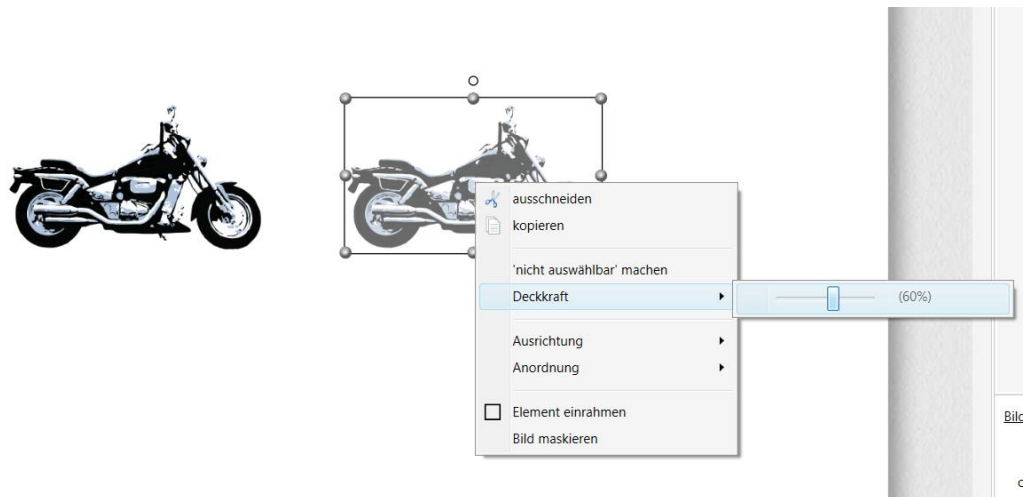 ausschneiden
kopieren
'nicht auswählbar' machen
Deckkraft
(60%)
Ausrichtung
Anordnung
Element einrahmen
Bild maskieren